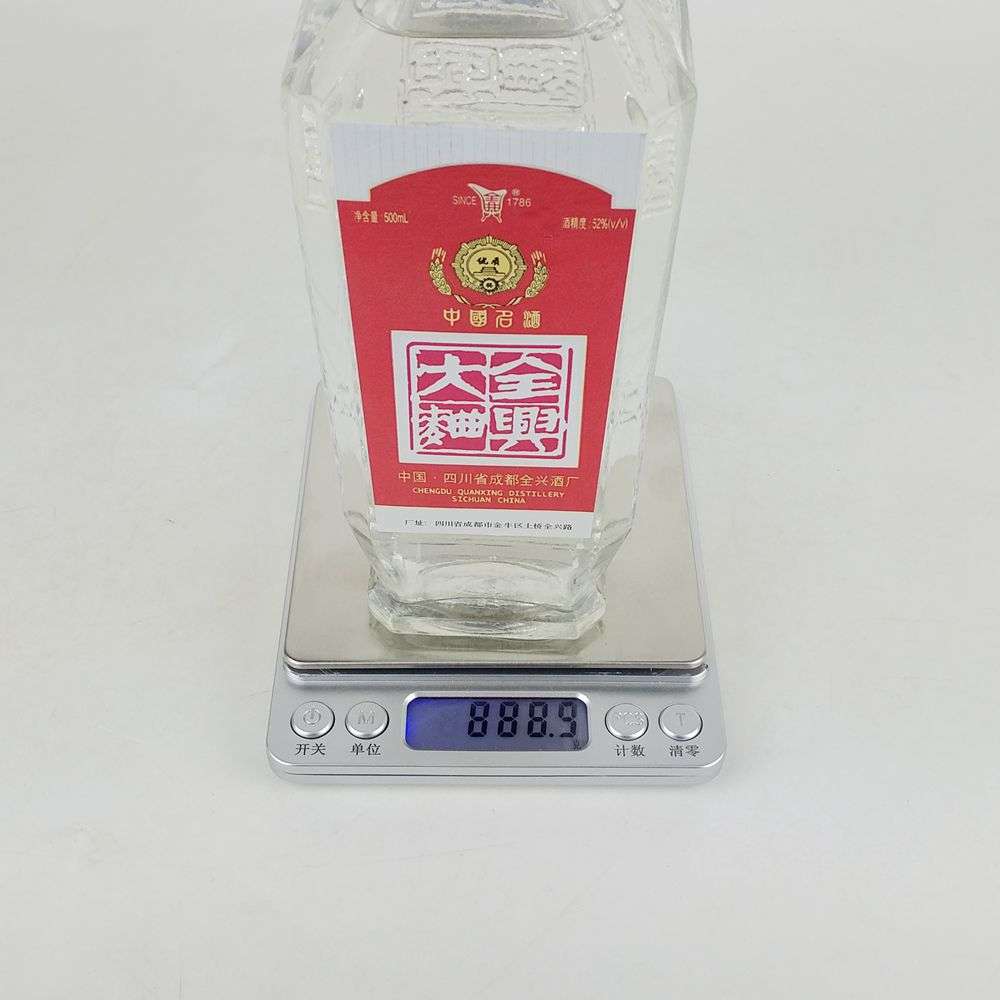 SINCE 1786
净含量:500mL
酒精度:52%(v/v)
优质
中國名酒
全興
大麯
中国·四川省成都全兴酒厂
CHENGDU QUANXING DISTILLERY
SICHUAN CHINA
厂址: 四川省成都市金牛区土桥全兴路
888.9
M
PCS
T
开关
单位
计数
清零